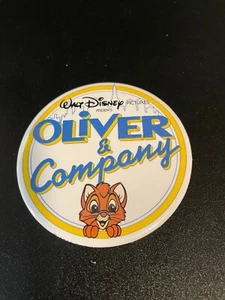 WALT DISNEY PICTURES
PRESENTS
OLIVER
&
Company